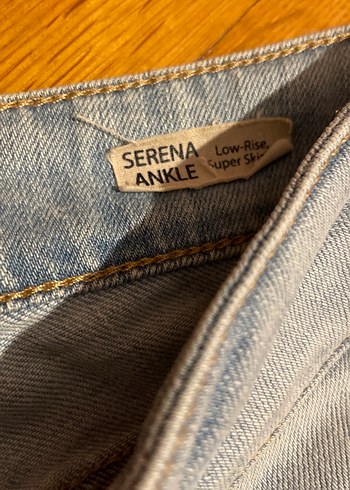 SERENA
ANKLE
Low-Rise,
Super